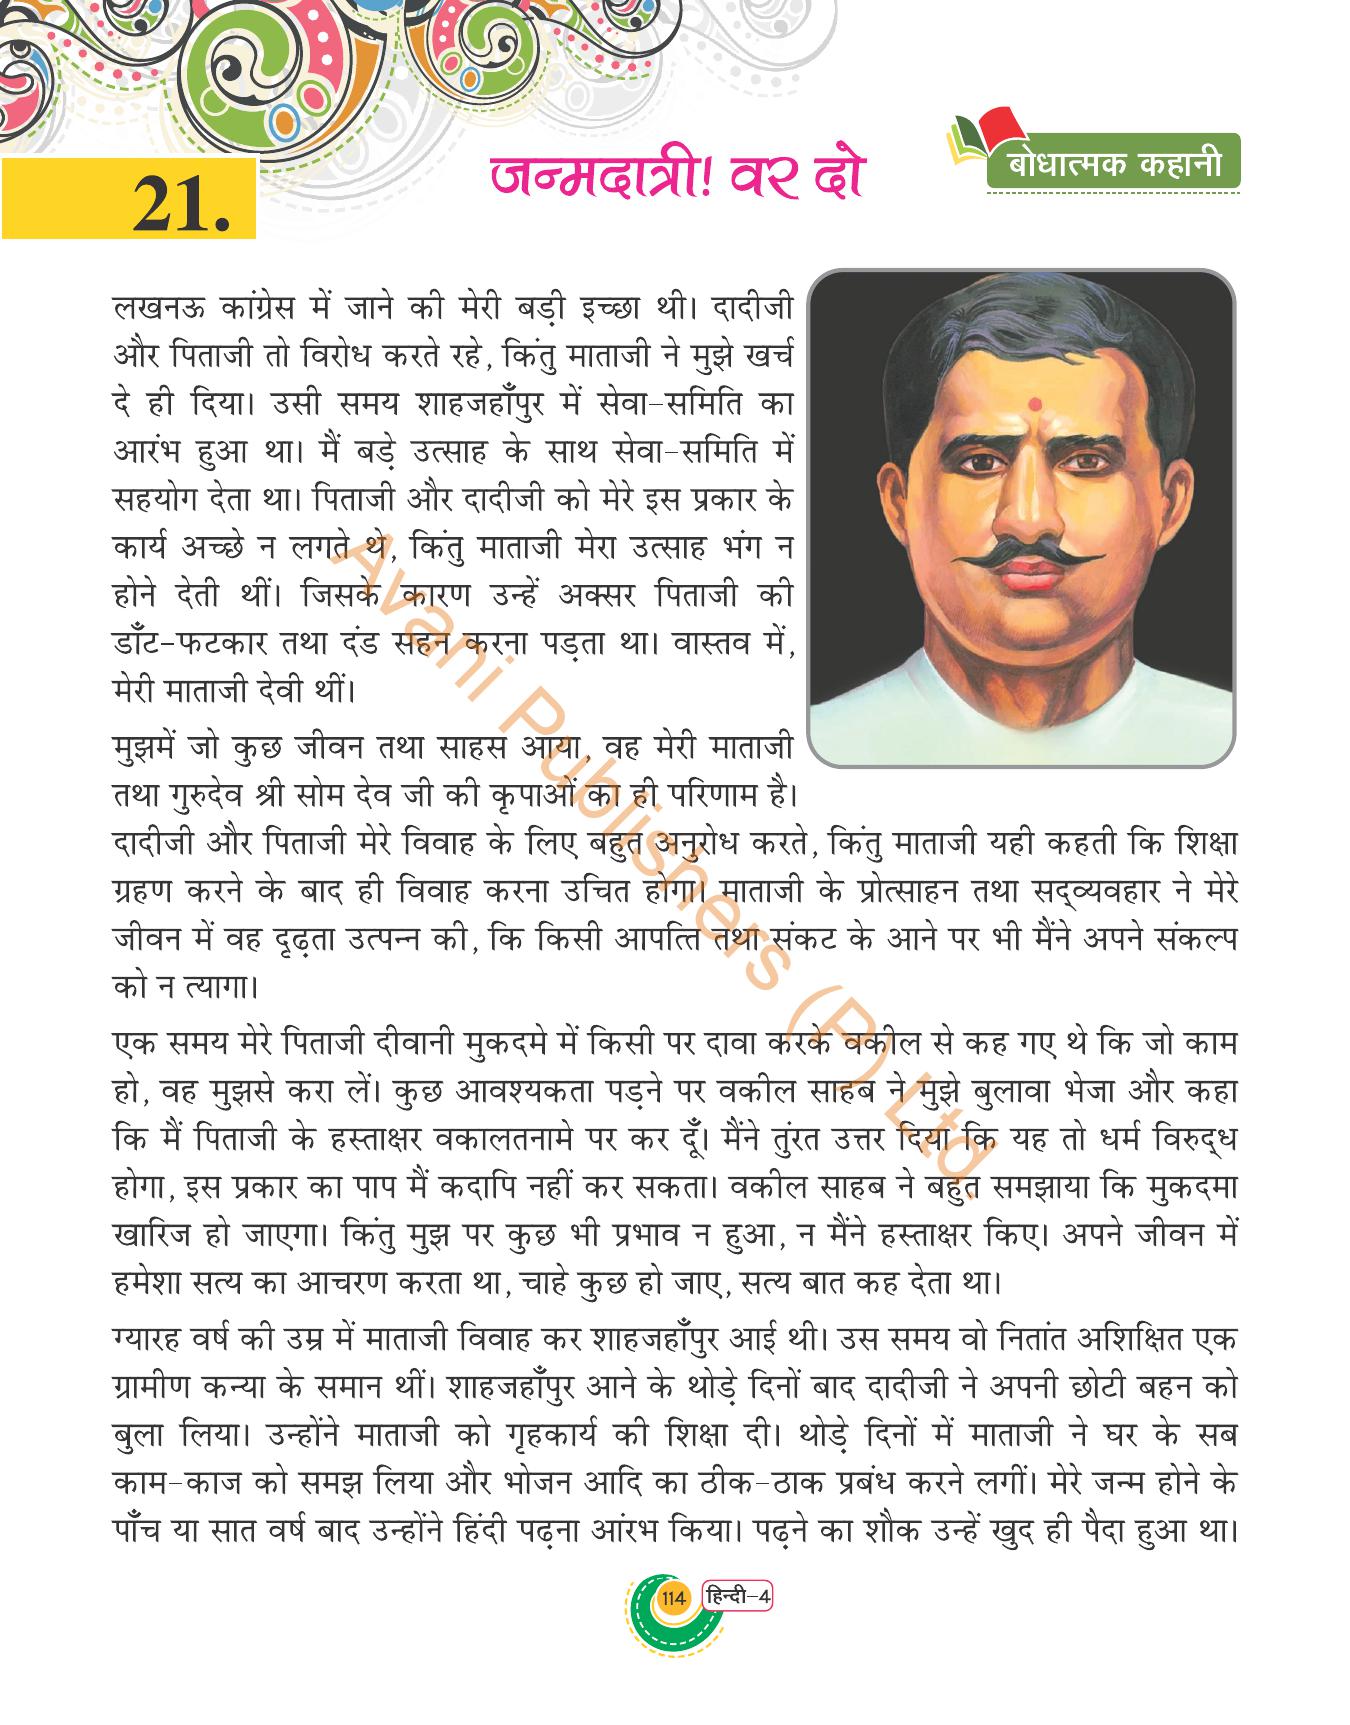 21.
जन्मदात्री! वर दो
बोधात्मक कहानी
लखनऊ कांग्रेस में जाने की मेरी बड़ी इच्छा थी। दादीजी
और पिताजी तो विरोध करते रहे, किंतु माताजी ने मुझे खर्च
दे ही दिया। उसी समय शाहजहाँपुर में सेवा-समिति का
आरंभ हुआ था। मैं बड़े उत्साह के साथ सेवा-समिति में
सहयोग देता था। पिताजी और दादीजी को मेरे इस प्रकार के
कार्य अच्छे न लगते थे, किंतु माताजी मेरा उत्साह भंग न
होने देती थीं। जिसके कारण उन्हें अक्सर पिताजी की
डाँट-फटकार तथा दंड सहन करना पड़ता था। वास्तव में,
मेरी माताजी देवी थीं।
मुझमें जो कुछ जीवन तथा साहस आया, वह मेरी माताजी
तथा गुरुदेव श्री सोम देव जी की कृपाओं का ही परिणाम है।
दादीजी और पिताजी मेरे विवाह के लिए बहुत अनुरोध करते, किंतु माताजी यही कहती कि शिक्षा
ग्रहण करने के बाद ही विवाह करना उचित होगा। माताजी के प्रोत्साहन तथा सद्‌व्यवहार ने मेरे
जीवन में वह दृढ़ता उत्पन्न की, कि किसी आपत्ति तथा संकट के आने पर भी मैंने अपने संकल्प
को न त्यागा।
एक समय मेरे पिताजी दीवानी मुकदमे में किसी पर दावा करके वकील से कह गए थे कि जो काम
हो, वह मुझसे करा लें। कुछ आवश्यकता पड़ने पर वकील साहब ने मुझे बुलावा भेजा और कहा
कि मैं पिताजी के हस्ताक्षर वकालतनामे पर कर दूँ। मैंने तुंरत उत्तर दिया कि यह तो धर्म विरुद्‌ध
होगा, इस प्रकार का पाप मैं कदापि नहीं कर सकता। वकील साहब ने बहुत समझाया कि मुकदमा
खारिज हो जाएगा। किंतु मुझ पर कुछ भी प्रभाव न हुआ, न मैंने हस्ताक्षर किए। अपने जीवन में
हमेशा सत्य का आचरण करता था, चाहे कुछ हो जाए, सत्य बात कह देता था।
ग्यारह वर्ष की उम्र में माताजी विवाह कर शाहजहाँपुर आई थी। उस समय वो नितांत अशिक्षित एक
ग्रामीण कन्या के समान थीं। शाहजहाँपुर आने के थोड़े दिनों बाद दादीजी ने अपनी छोटी बहन को
बुला लिया। उन्होंने माताजी को गृहकार्य की शिक्षा दी। थोड़े दिनों में माताजी ने घर के सब
काम-काज को समझ लिया और भोजन आदि का ठीक-ठाक प्रबंध करने लगीं। मेरे जन्म होने के
पाँच या सात वर्ष बाद उन्होंने हिंदी पढ़ना आंरभ किया। पढ़ने का शौक उन्हें खुद ही पैदा हुआ था।
Avani Publishers (P) Ltd.
114
हिन्दी-4